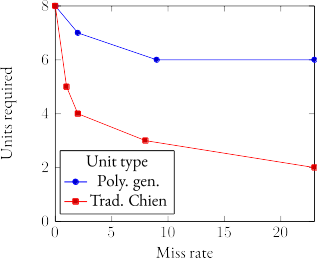 8
6
4
2
0
Units required
Unit type
Poly. gen.
Trad. Chien
0 5 10 15 20
Miss rate